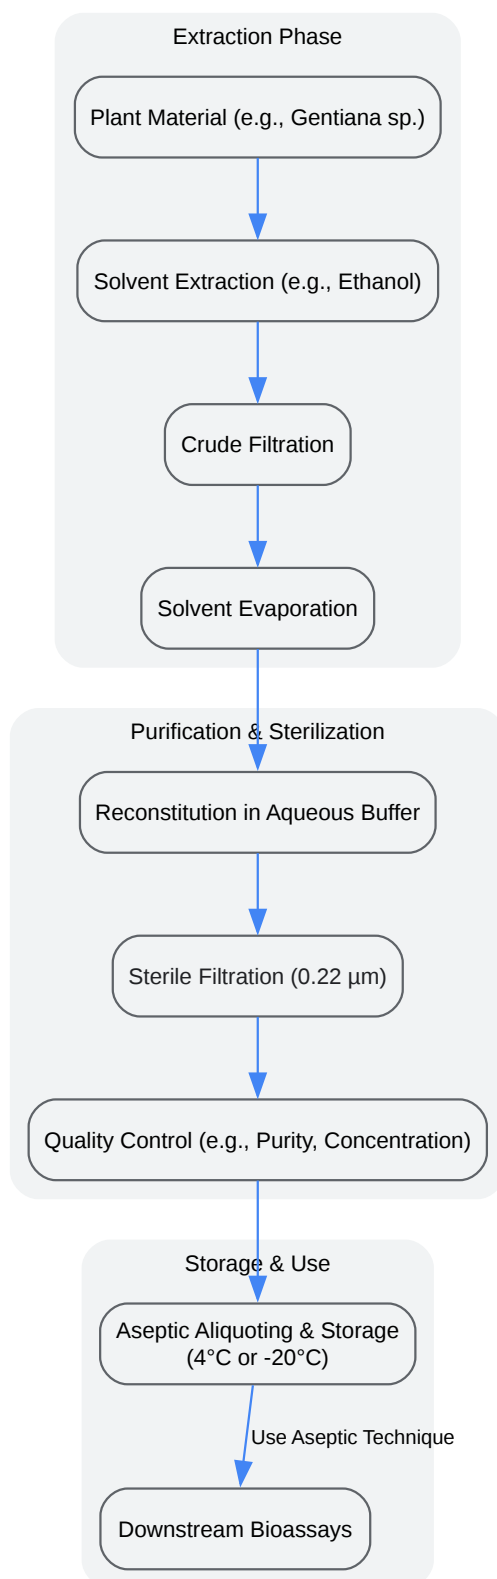 Extraction Phase
Plant Material (e.g., Gentiana sp.)
Solvent Extraction (e.g., Ethanol)
Crude Filtration
Solvent Evaporation
Purification & Sterilization
Reconstitution in Aqueous Buffer
Sterile Filtration (0.22 µm)
Quality Control (e.g., Purity, Concentration)
Storage & Use
Aseptic Aliquoting & Storage
(4°C or -20°C)
Use Aseptic Technique
Downstream Bioassays